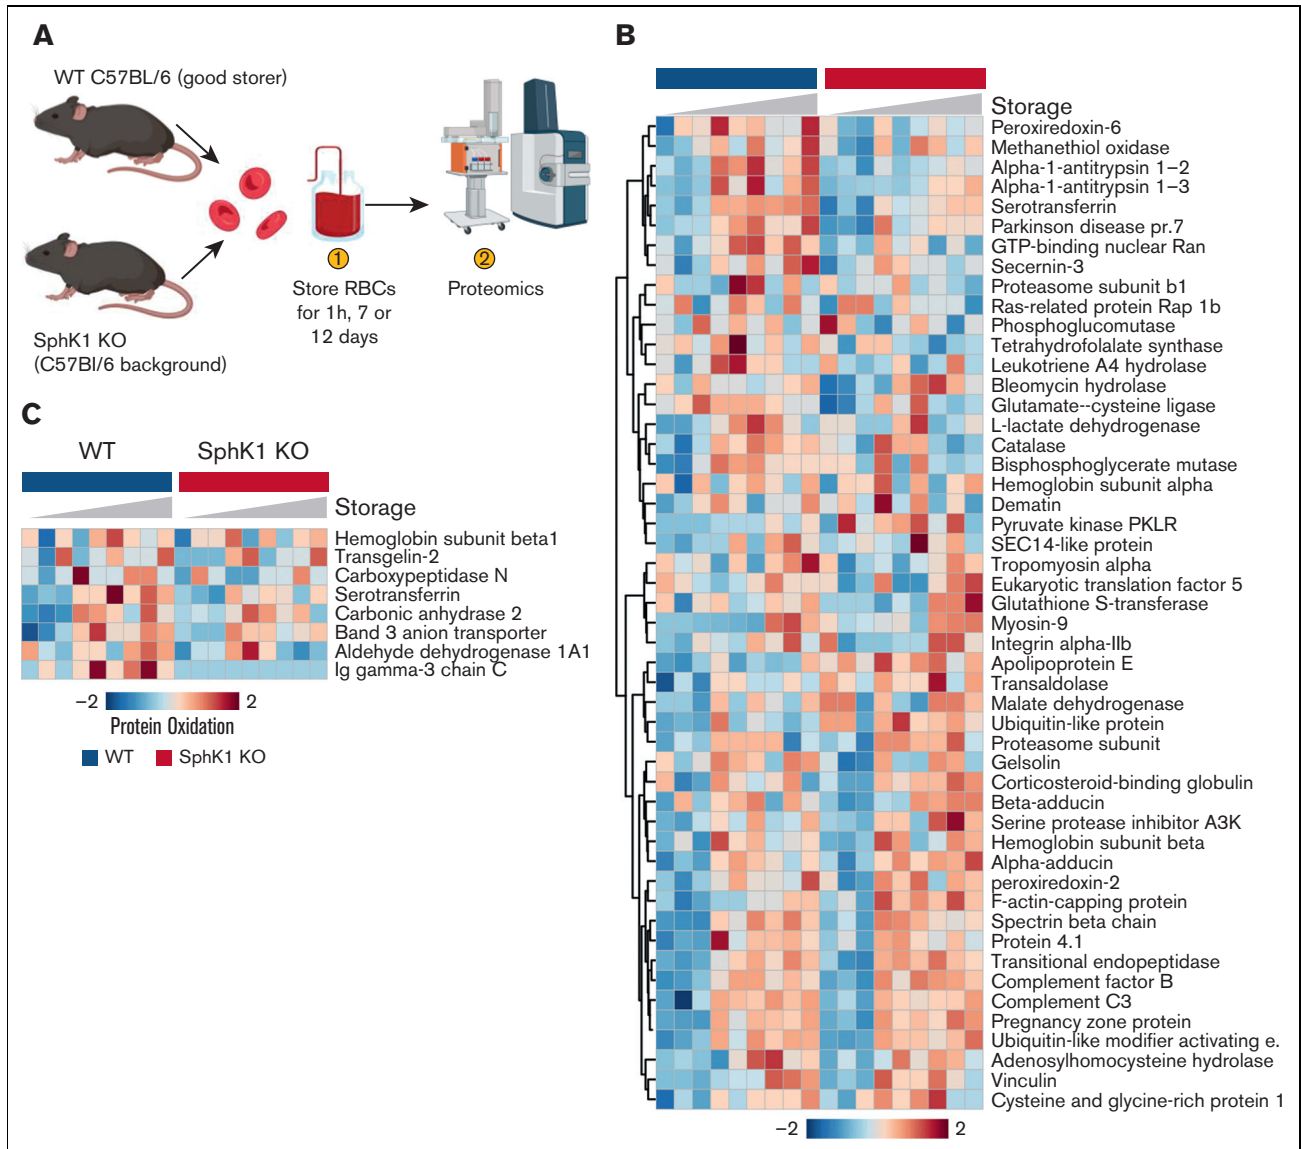 A
WT C57BL/6 (good storer)
SphK1 KO
(C57Bl/6 background)
1
Store RBCs
for 1h, 7 or
12 days
2
Proteomics
B
Storage
Peroxiredoxin-6
Methanethiol oxidase
Alpha-1-antitrypsin 1–2
Alpha-1-antitrypsin 1–3
Serotransferrin
Parkinson disease pr.7
GTP-binding nuclear Ran
Secernin-3
Proteasome subunit b1
Ras-related protein Rap 1b
Phosphoglucomutase
Tetrahydrofolalate synthase
Leukotriene A4 hydrolase
Bleomycin hydrolase
Glutamate--cysteine ligase
L-lactate dehydrogenase
Catalase
Bisphosphoglycerate mutase
Hemoglobin subunit alpha
Dematin
Pyruvate kinase PKLR
SEC14-like protein
Tropomyosin alpha
Eukaryotic translation factor 5
Glutathione S-transferase
Myosin-9
Integrin alpha-IIb
Apolipoprotein E
Transaldolase
Malate dehydrogenase
Ubiquitin-like protein
Proteasome subunit
Gelsolin
Corticosteroid-binding globulin
Beta-adducin
Serine protease inhibitor A3K
Hemoglobin subunit beta
Alpha-adducin
peroxiredoxin-2
F-actin-capping protein
Spectrin beta chain
Protein 4.1
Transitional endopeptidase
Complement factor B
Complement C3
Pregnancy zone protein
Ubiquitin-like modifier activating e.
Adenosylhomocysteine hydrolase
Vinculin
Cysteine and glycine-rich protein 1
−2 2
C
WT SphK1 KO
Storage
Hemoglobin subunit beta1
Transgelin-2
Carboxypeptidase N
Serotransferrin
Carbonic anhydrase 2
Band 3 anion transporter
Aldehyde dehydrogenase 1A1
Ig gamma-3 chain C
−2 2
Protein Oxidation
WT SphK1 KO